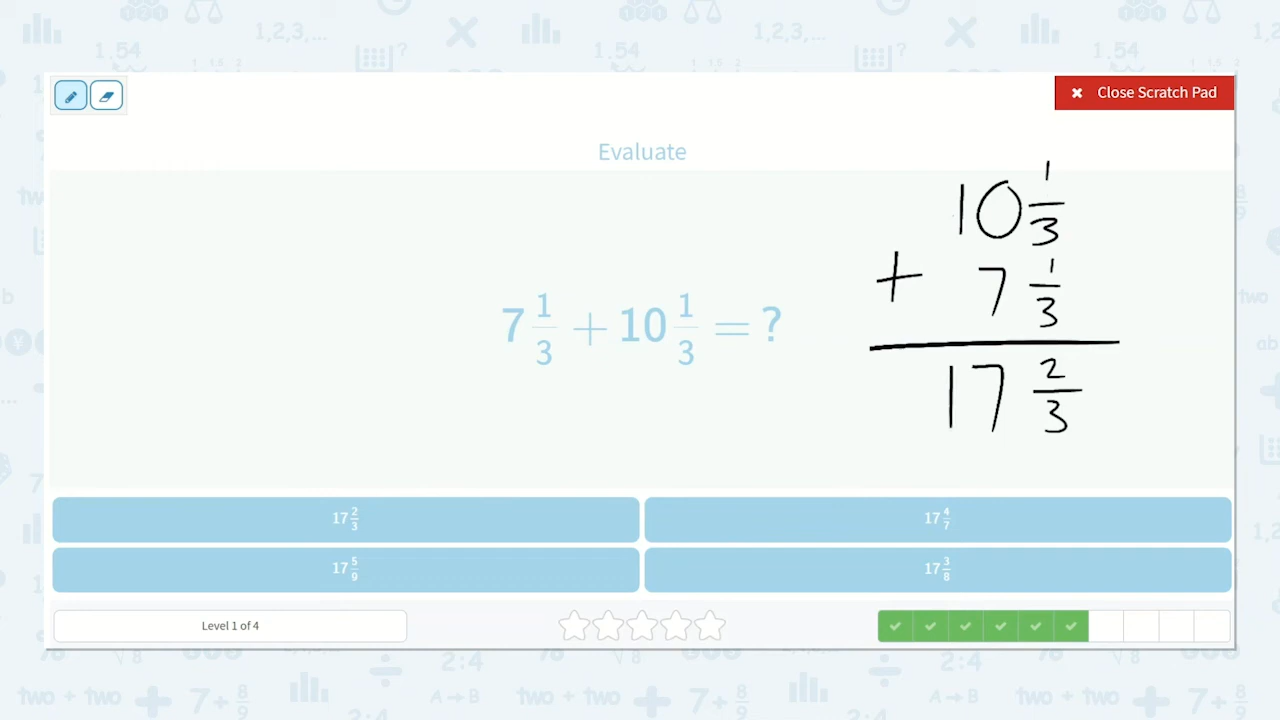 Close Scratch Pad
Evaluate
7 1/3 + 10 1/3 = ?
10 1/3
+ 7 1/3
17 2/3
17 2/3
17 4/7
17 5/9
17 3/8
Level 1 of 4